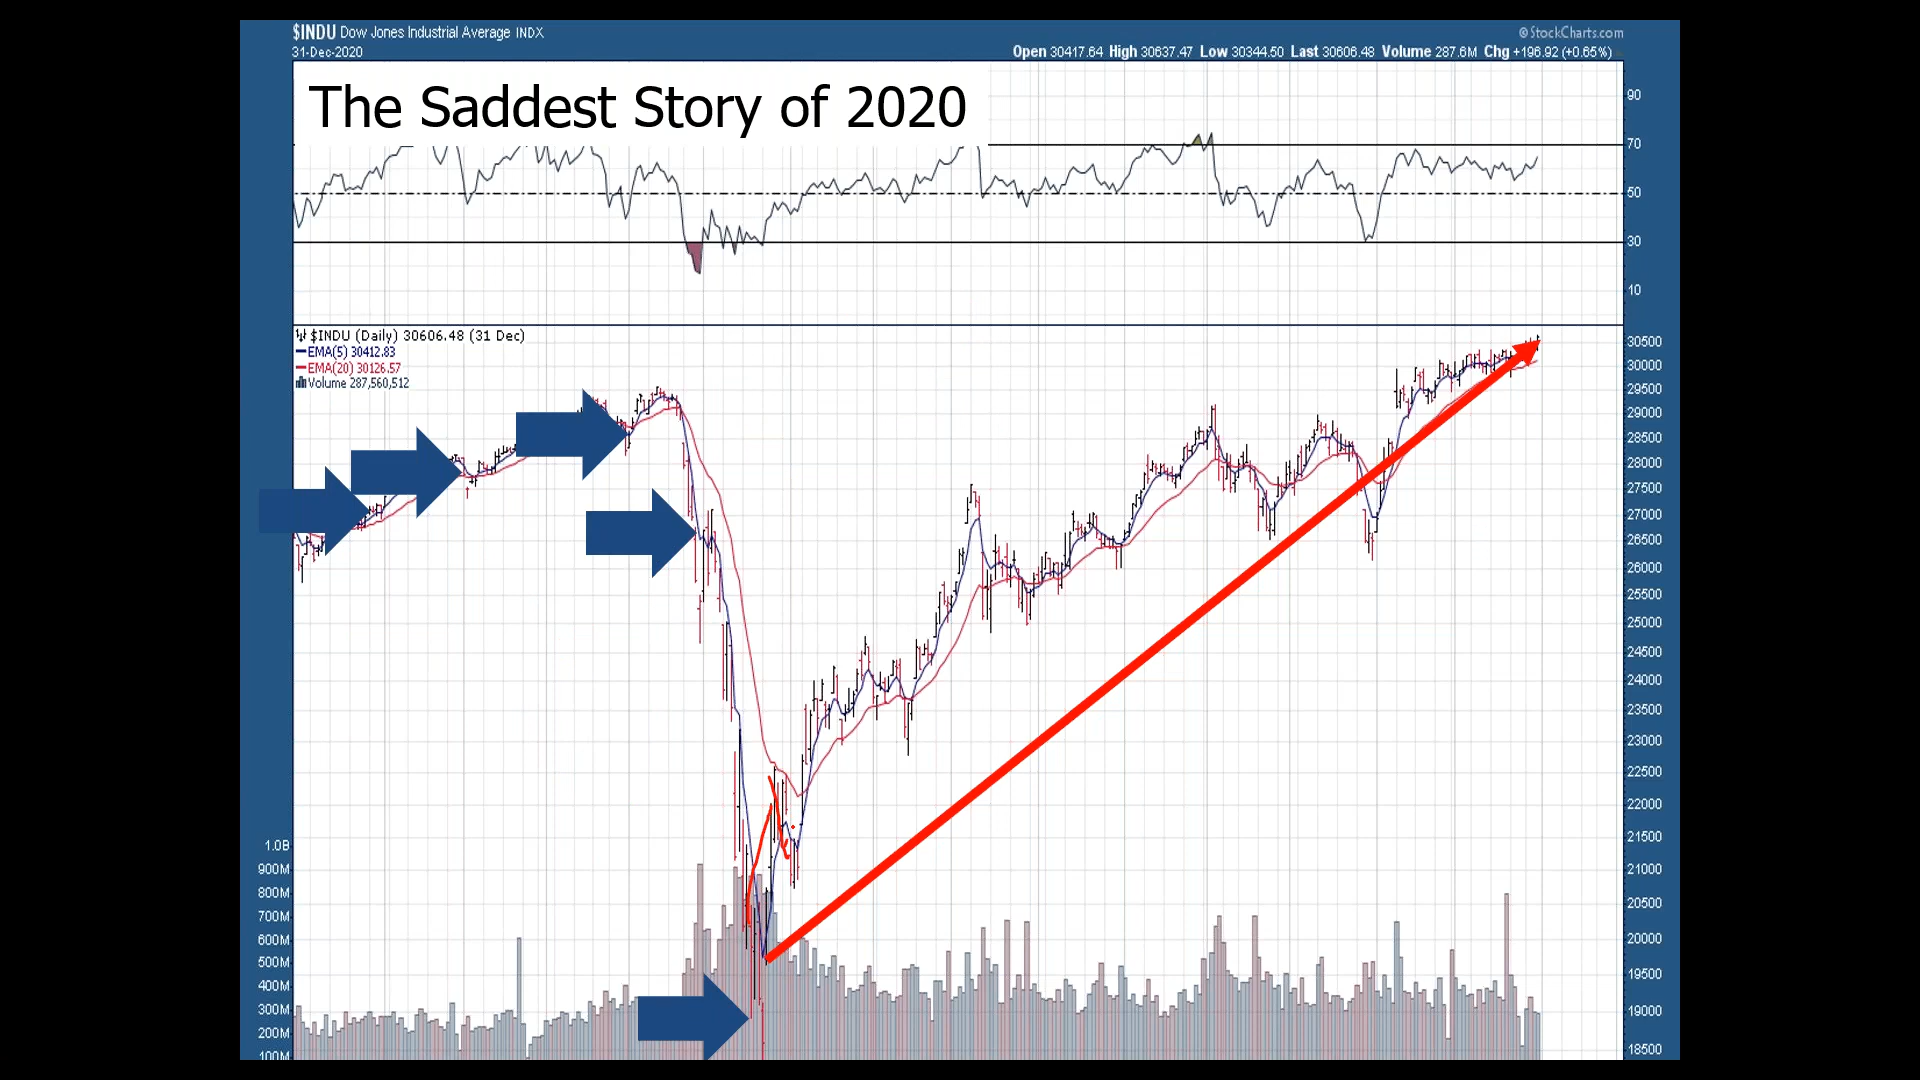 $INDU Dow Jones Industrial Average INDX
© StockCharts.com
31-Dec-2020
Open 30417.64 High 30637.47 Low 30344.50 Last 30606.48 Volume 287.6M Chg +196.92 (+0.65%)
The Saddest Story of 2020
90
70
50
30
10
$INDU (Daily) 30606.48 (31 Dec)
EMA(5) 30412.83
EMA(20) 30126.57
Volume 287,560,512
30500
30000
29500
29000
28500
28000
27500
27000
26500
26000
25500
25000
24500
24000
23500
23000
22500
22000
21500
21000
20500
20000
19500
19000
18500
1.0B
900M
800M
700M
600M
500M
400M
300M
200M
100M